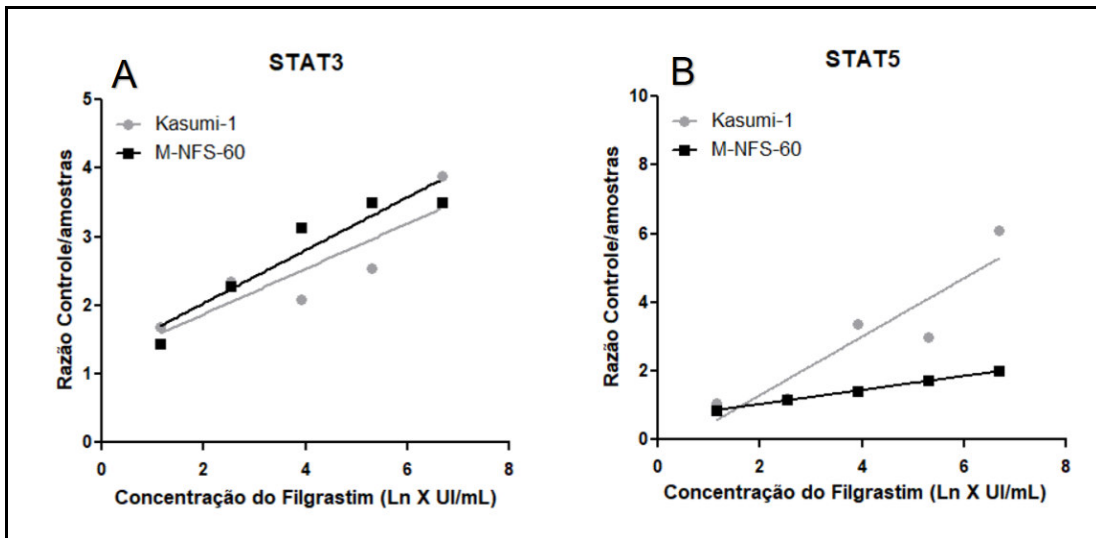 A
STAT3
Kasumi-1
M-NFS-60
Razão Controle/amostras
5
4
3
2
1
0
0 2 4 6 8
Concentração do Filgrastim (Ln X UI/mL)
B
STAT5
Kasumi-1
M-NFS-60
Razão Controle/amostras
10
8
6
4
2
0
0 2 4 6 8
Concentração do Filgrastim (Ln X UI/mL)